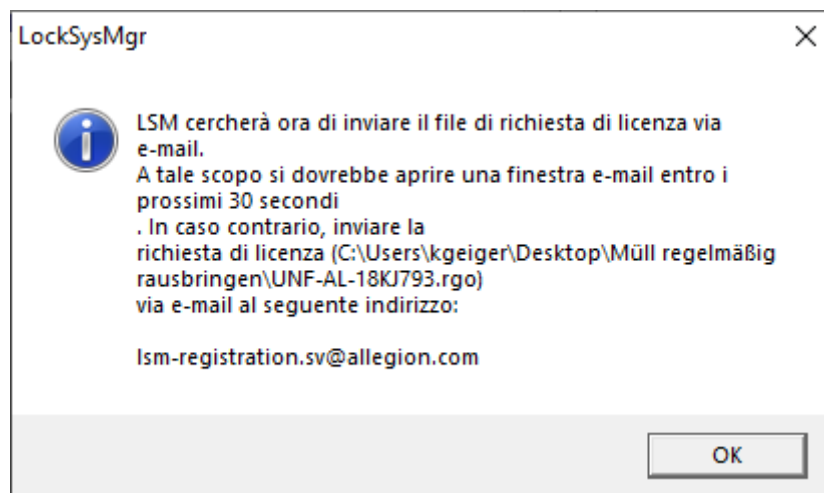 LockSysMgr
LSM cercherà ora di inviare il file di richiesta di licenza via
e-mail.
A tale scopo si dovrebbe aprire una finestra e-mail entro i
prossimi 30 secondi
. In caso contrario, inviare la
richiesta di licenza (C:\Users\kgeiger\Desktop\Müll regelmäßig
rausbringen\UNF-AL-18KJ793.rgo)
via e-mail al seguente indirizzo:
lsm-registration.sv@allegion.com
OK